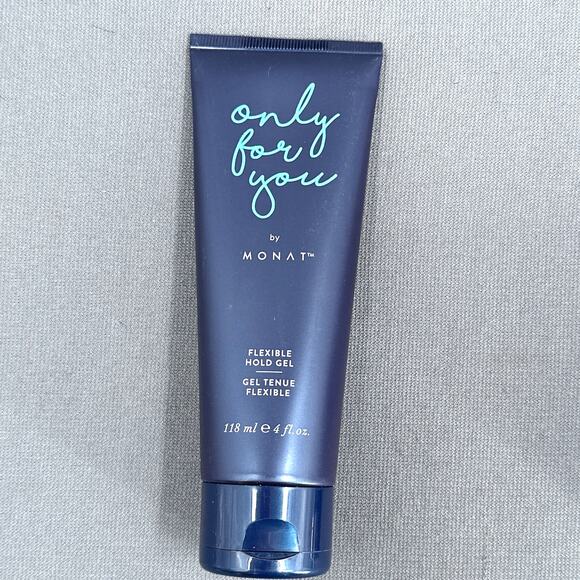 only
for
you
by
MONAT™
FLEXIBLE
HOLD GEL
GEL TENUE
FLEXIBLE
118 ml ℮ 4 fl.oz.